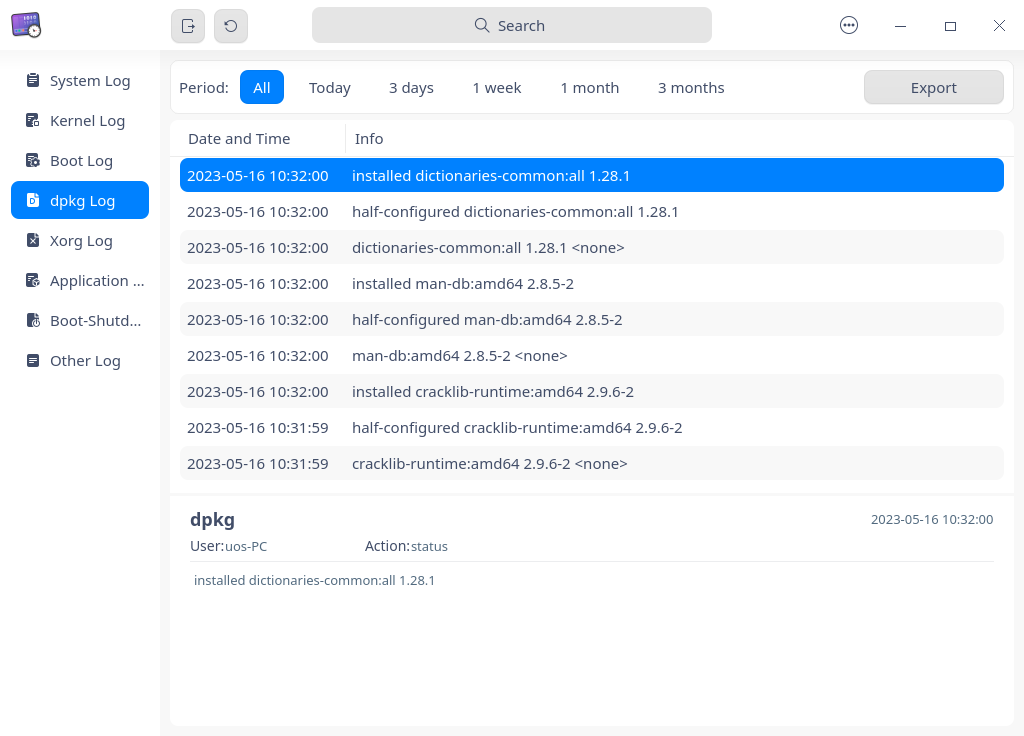 Search
System Log
Kernel Log
Boot Log
dpkg Log
Xorg Log
Application ...
Boot-Shutd...
Other Log
Period: All Today 3 days 1 week 1 month 3 months Export
Date and Time Info
2023-05-16 10:32:00 installed dictionaries-common:all 1.28.1
2023-05-16 10:32:00 half-configured dictionaries-common:all 1.28.1
2023-05-16 10:32:00 dictionaries-common:all 1.28.1 <none>
2023-05-16 10:32:00 installed man-db:amd64 2.8.5-2
2023-05-16 10:32:00 half-configured man-db:amd64 2.8.5-2
2023-05-16 10:32:00 man-db:amd64 2.8.5-2 <none>
2023-05-16 10:32:00 installed cracklib-runtime:amd64 2.9.6-2
2023-05-16 10:31:59 half-configured cracklib-runtime:amd64 2.9.6-2
2023-05-16 10:31:59 cracklib-runtime:amd64 2.9.6-2 <none>
dpkg 2023-05-16 10:32:00
User:uos-PC Action:status
installed dictionaries-common:all 1.28.1